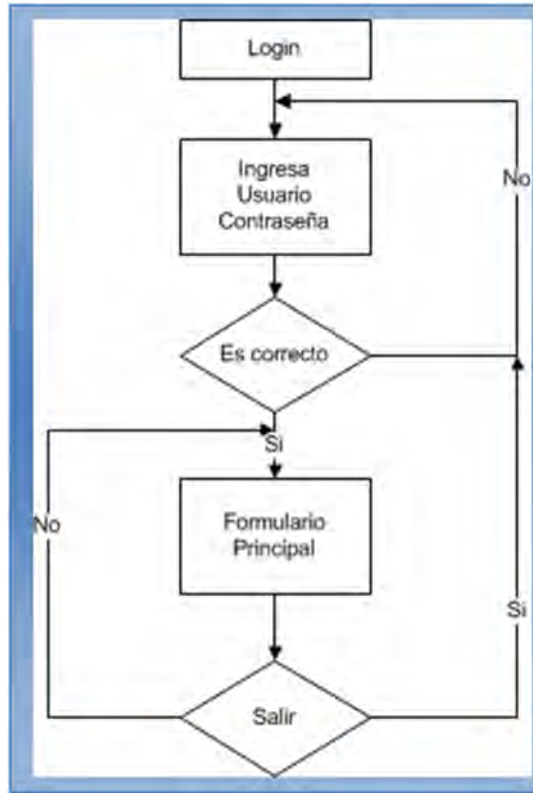 Login
No
Ingresa
Usuario
Contraseña
Es correcto
Si
No
Formulario
Principal
Si
Salir